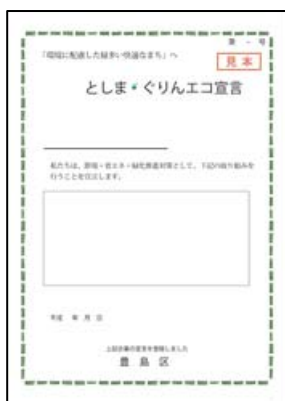 第 - 号
「環境に配慮した緑多い快適なまち」へ
見本
としま・ぐりんエコ宣言
私たちは、節電・省エネ・緑化推進対策として、下記の取り組みを
行うことを宣言します。
平成 年 月 日
上記企業の宣言を登録しました
豊島区